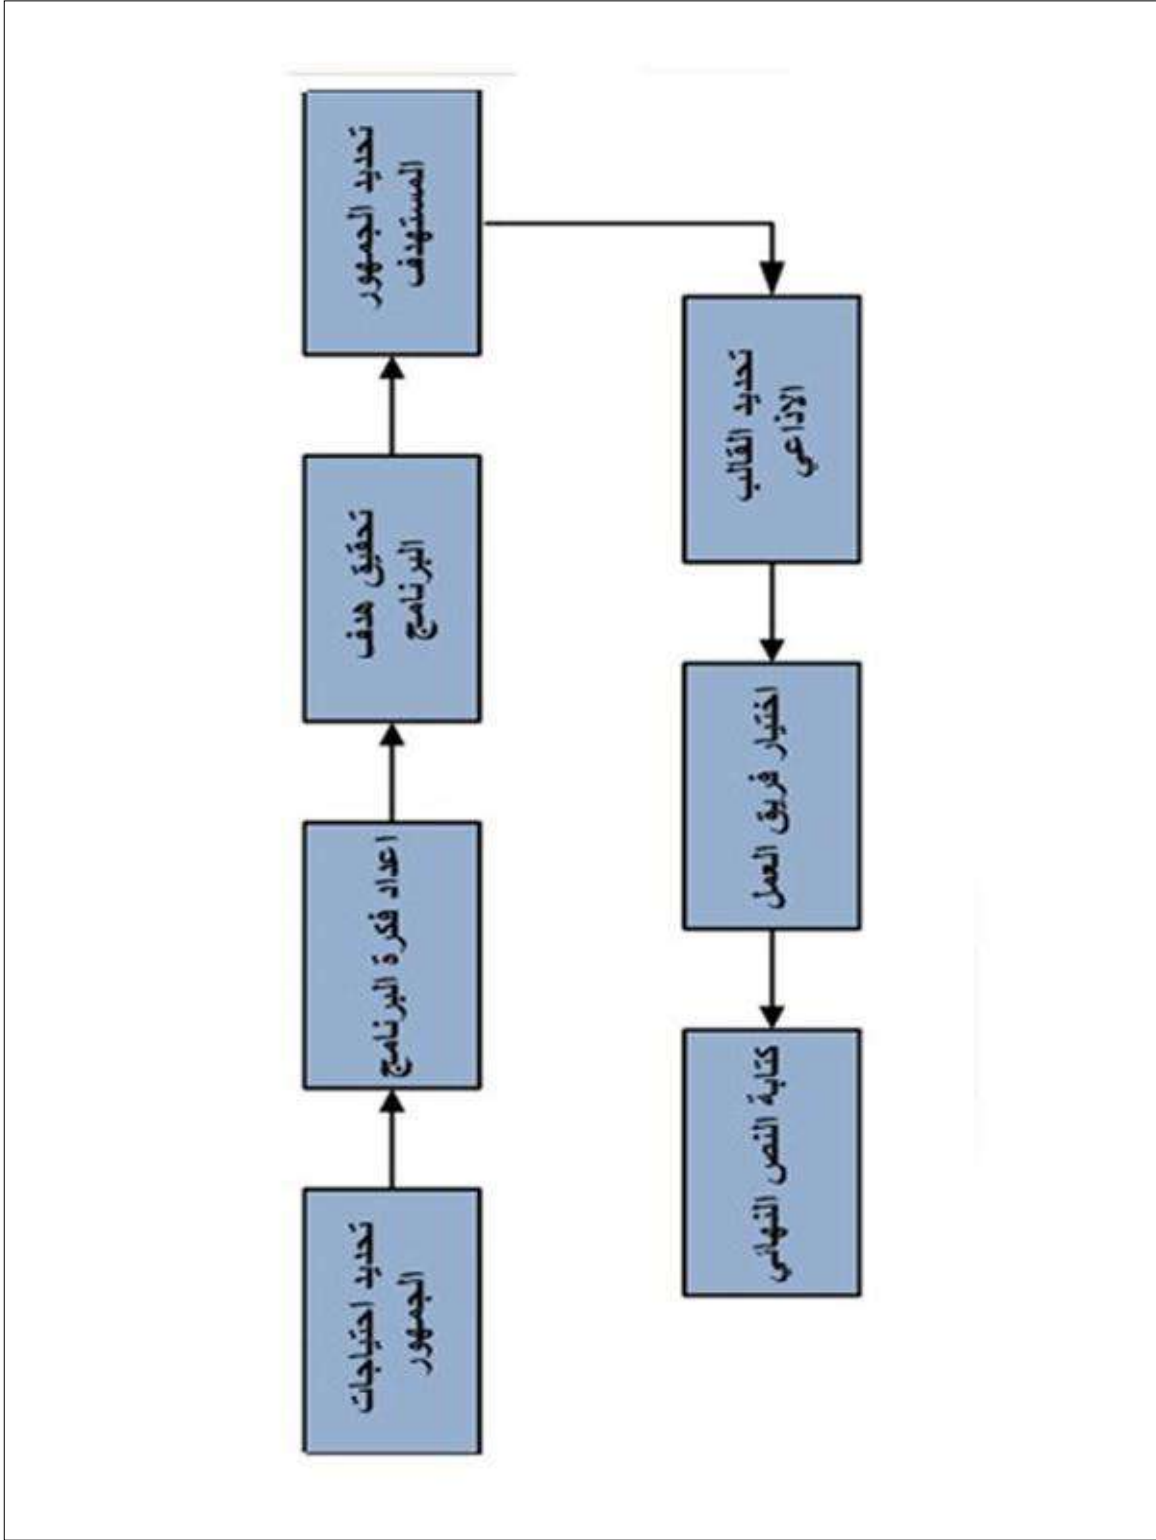 تحديد احتياجات
الجمهور
اعداد فكرة البرنامج
تحقيق هدف
البرنامج
تحديد الجمهور
المستهدف
تحديد القالب
الاذاعي
اختيار فريق العمل
كتابة النص النهائي